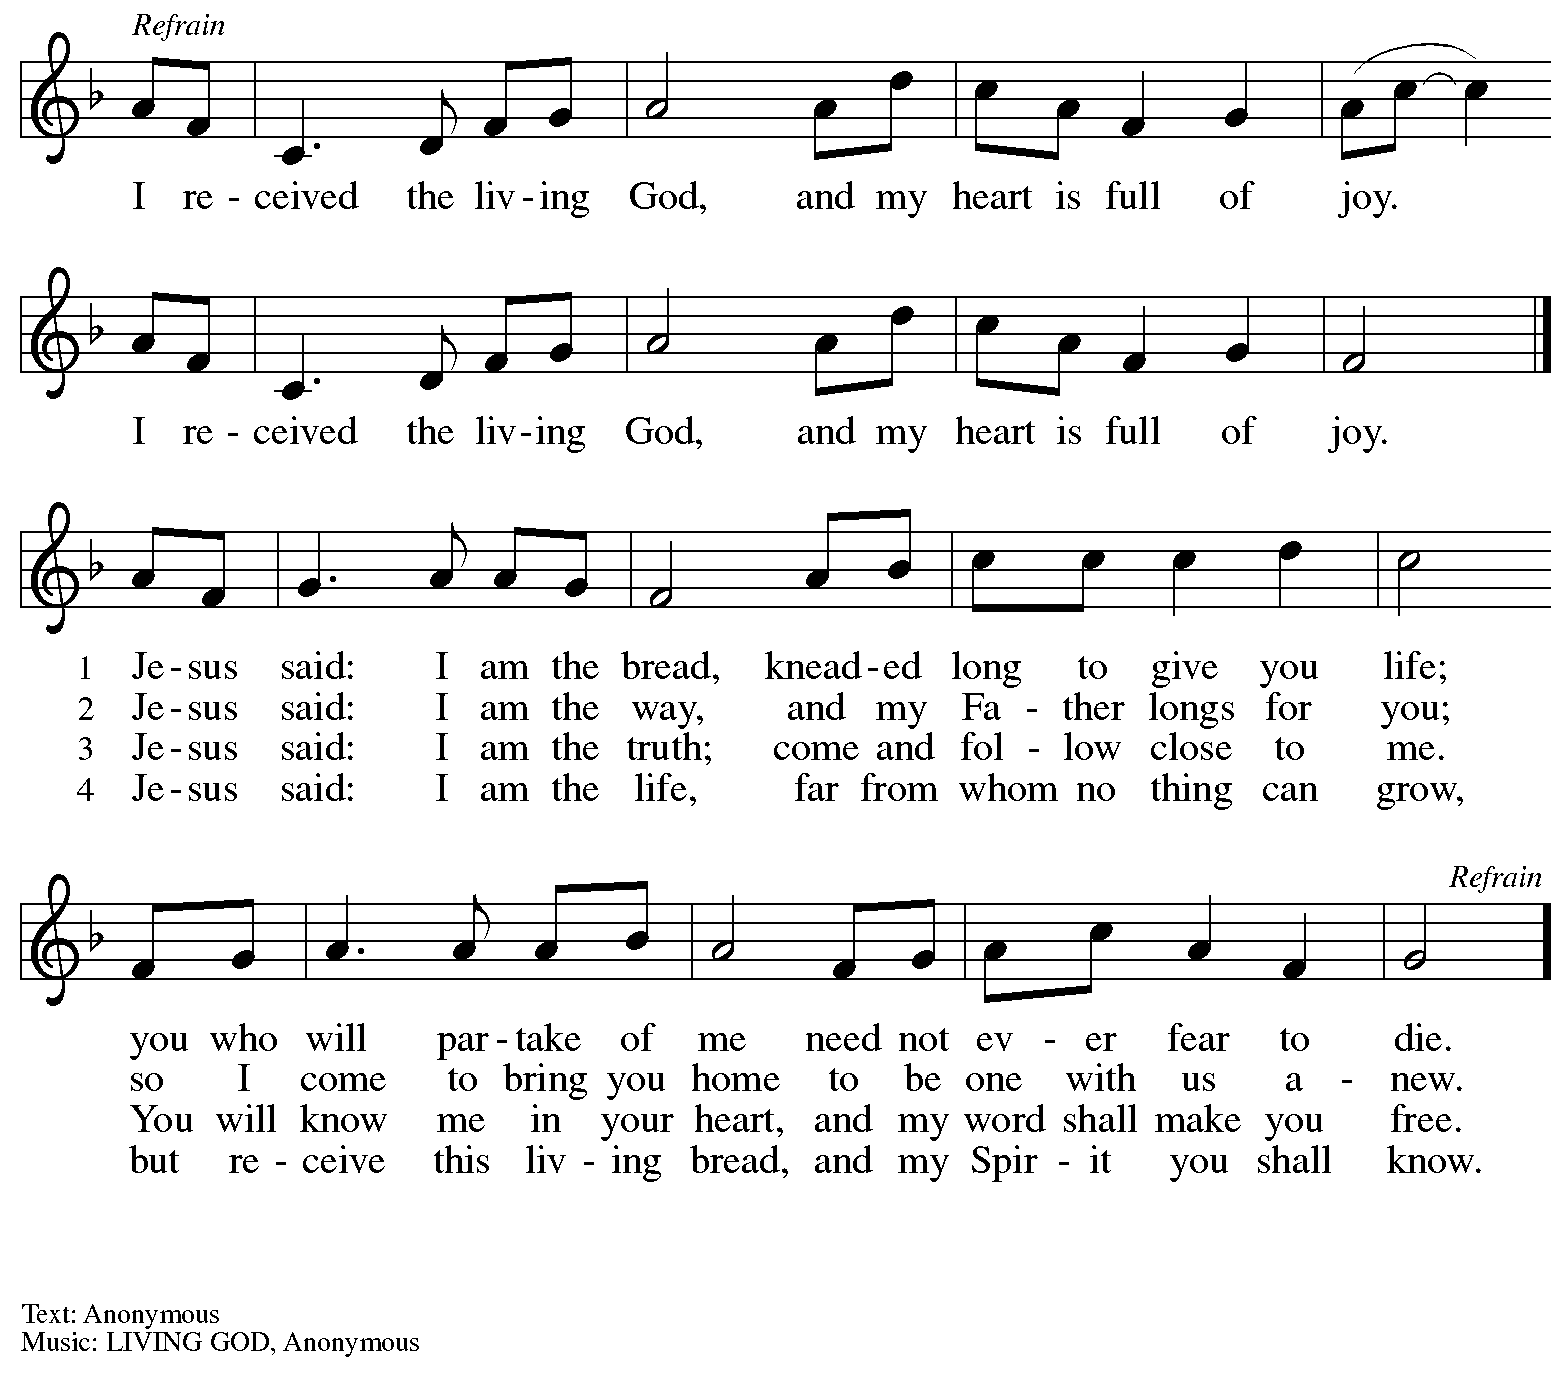 Refrain
I re - ceived the liv - ing God, and my heart is full of joy.
I re - ceived the liv - ing God, and my heart is full of joy.
1 Je - sus said: I am the bread, knead - ed long to give you life;
2 Je - sus said: I am the way, and my Fa - ther longs for you;
3 Je - sus said: I am the truth; come and fol - low close to me.
4 Je - sus said: I am the life, far from whom no thing can grow,
Refrain
you who will par - take of me need not ev - er fear to die.
so I come to bring you home to be one with us a - new.
You will know me in your heart, and my word shall make you free.
but re - ceive this liv - ing bread, and my Spir - it you shall know.
Text: Anonymous
Music: LIVING GOD, Anonymous